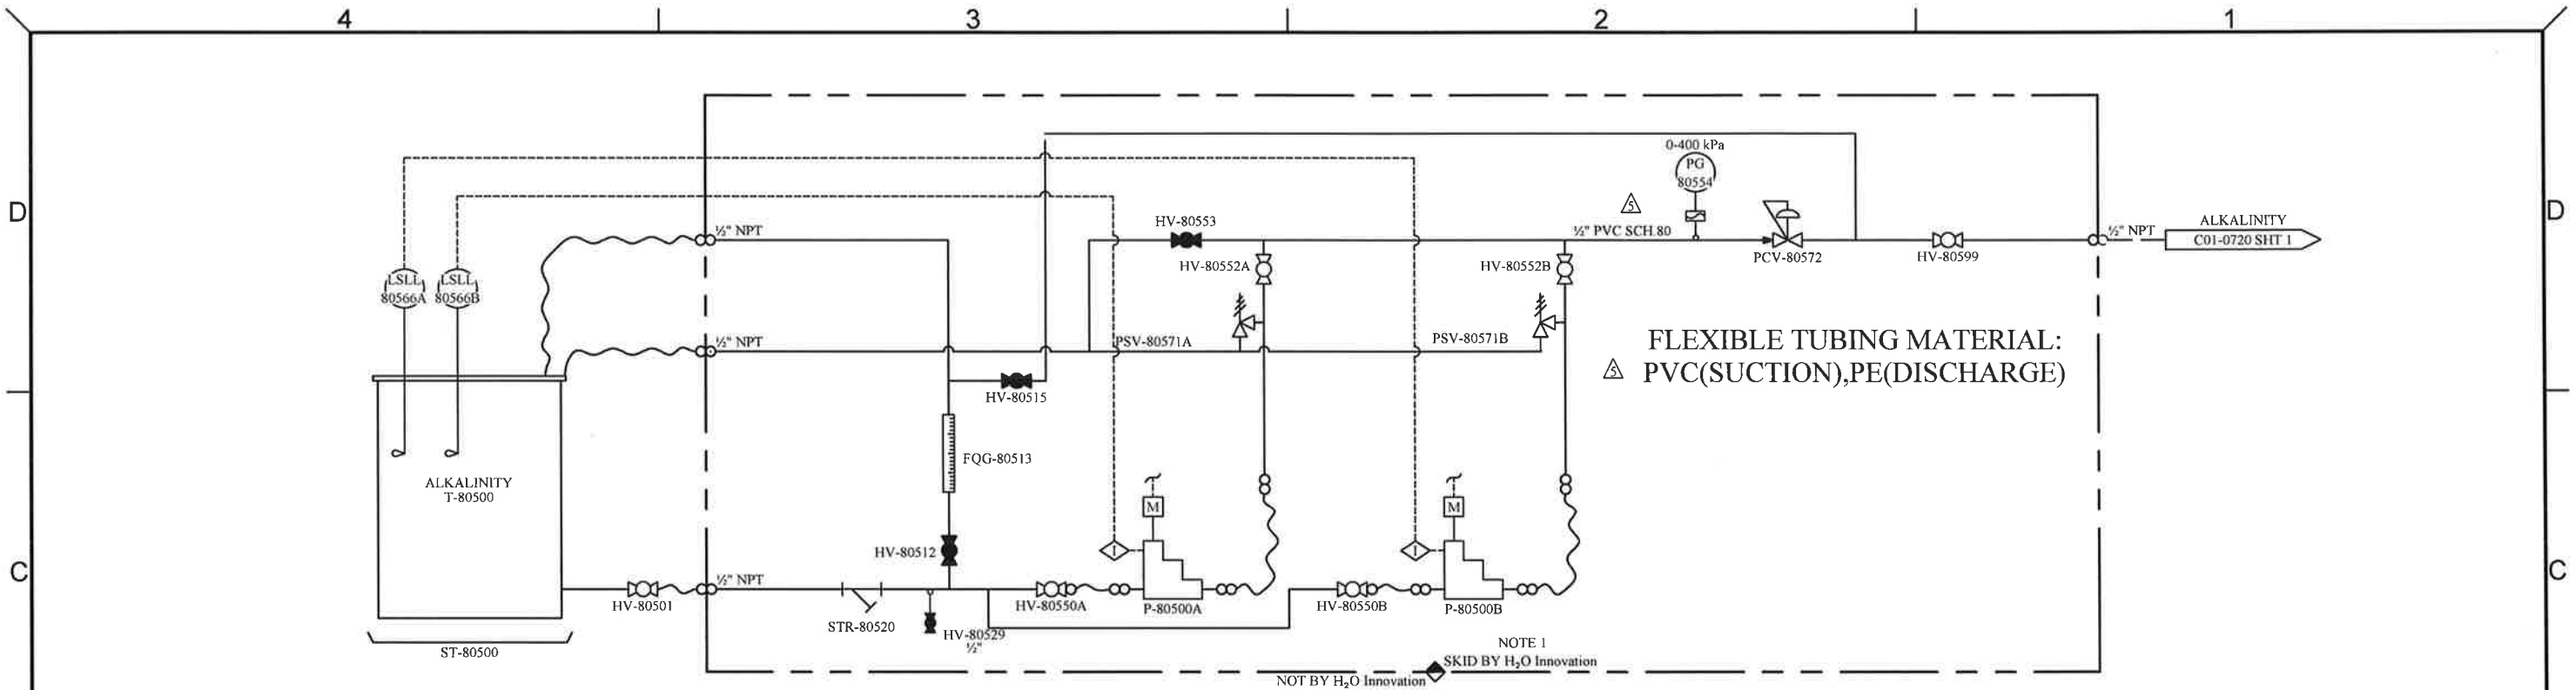 4 3 2 1
0-400 kPa
PG
80554
D
D
HV-80553
5
½" NPT
½" PVC SCH.80
½" NPT
ALKALINITY
C01-0720 SHT 1
HV-80552A
HV-80552B
PCV-80572
HV-80599
LSLL
80566A
LSLL
80566B
½" NPT
PSV-80571A
PSV-80571B
FLEXIBLE TUBING MATERIAL:
5 PVC(SUCTION),PE(DISCHARGE)
HV-80515
FQG-80513
ALKALINITY
T-80500
M
M
HV-80512
I
I
C
C
½" NPT
HV-80501
HV-80550A
P-80500A
HV-80550B
P-80500B
STR-80520
HV-80529
½"
ST-80500
NOTE 1
SKID BY H₂O Innovation
NOT BY H₂O Innovation